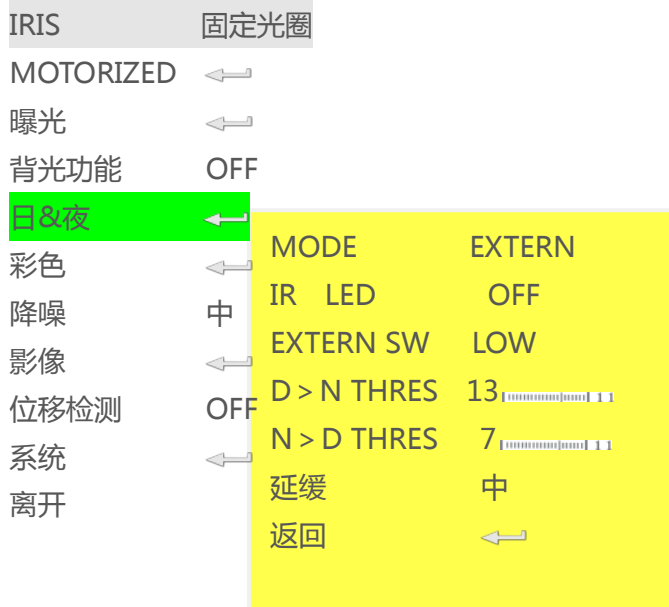 IRIS 固定光圈
MOTORIZED
曝光
背光功能 OFF
日&夜
彩色
降噪 中
影像
位移检测 OFF
系统
离开
MODE EXTERN
IR LED OFF
EXTERN SW LOW
D > N THRES 13 11
N > D THRES 7 11
延缓 中
返回